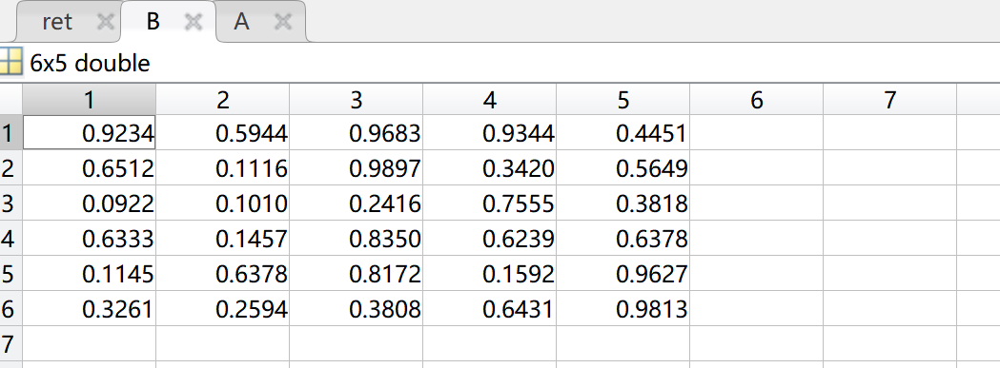 ret B A
6x5 double
1 2 3 4 5 6 7
1 0.9234 0.5944 0.9683 0.9344 0.4451
2 0.6512 0.1116 0.9897 0.3420 0.5649
3 0.0922 0.1010 0.2416 0.7555 0.3818
4 0.6333 0.1457 0.8350 0.6239 0.6378
5 0.1145 0.6378 0.8172 0.1592 0.9627
6 0.3261 0.2594 0.3808 0.6431 0.9813
7